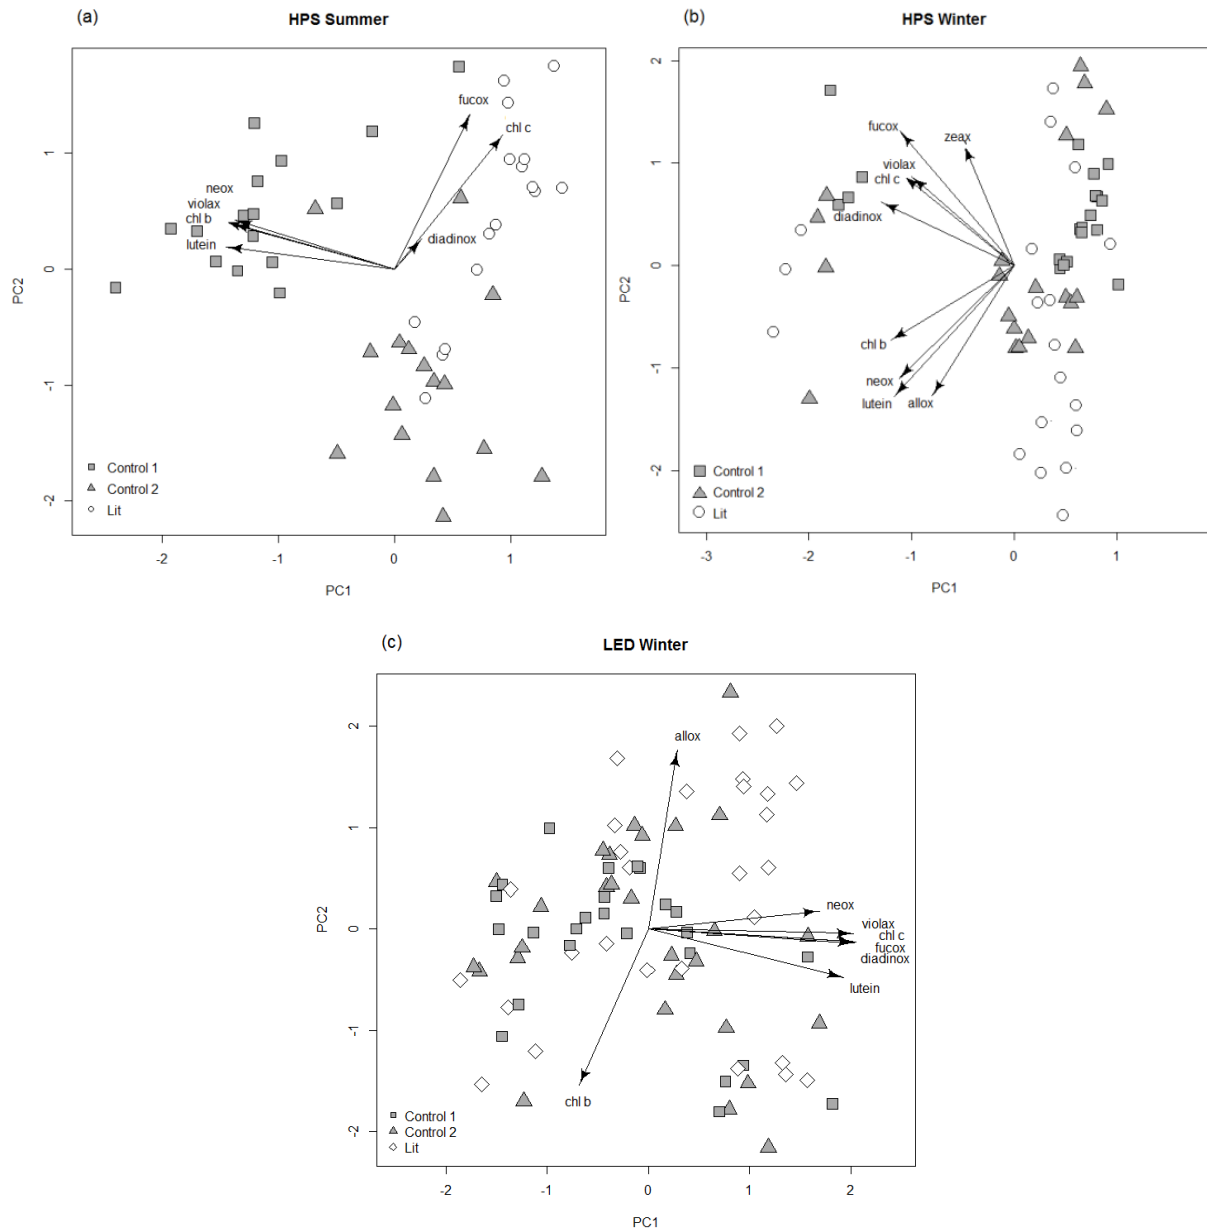 (a)
HPS Summer
fucox
chl c
neox
violax
chl b
lutein
diadinox
PC2
1
0
-1
-2
Control 1
Control 2
Lit
-2
-1
0
1
PC1
(b)
HPS Winter
fucox
zeax
violax
chl c
diadinox
chl b
neox
lutein
allox
PC2
2
1
0
-1
-2
Control 1
Control 2
Lit
-3
-2
-1
0
1
PC1
(c)
LED Winter
allox
neox
violax
chl c
fucox
diadinox
lutein
chl b
PC2
2
1
0
-1
-2
Control 1
Control 2
Lit
-2
-1
0
1
2
PC1